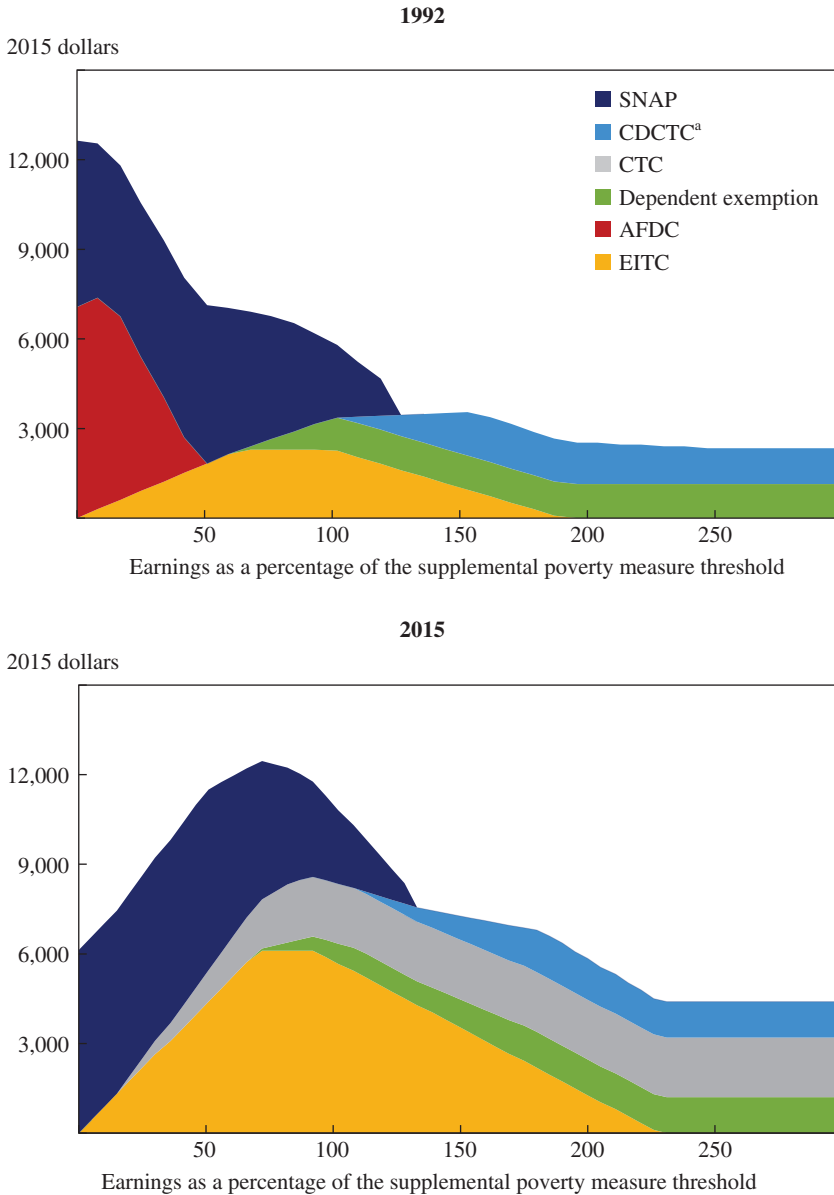 1992
2015 dollars
SNAP
CDCTCª
CTC
Dependent exemption
AFDC
EITC
12,000
9,000
6,000
3,000
50 100 150 200 250
Earnings as a percentage of the supplemental poverty measure threshold
2015
2015 dollars
12,000
9,000
6,000
3,000
50 100 150 200 250
Earnings as a percentage of the supplemental poverty measure threshold